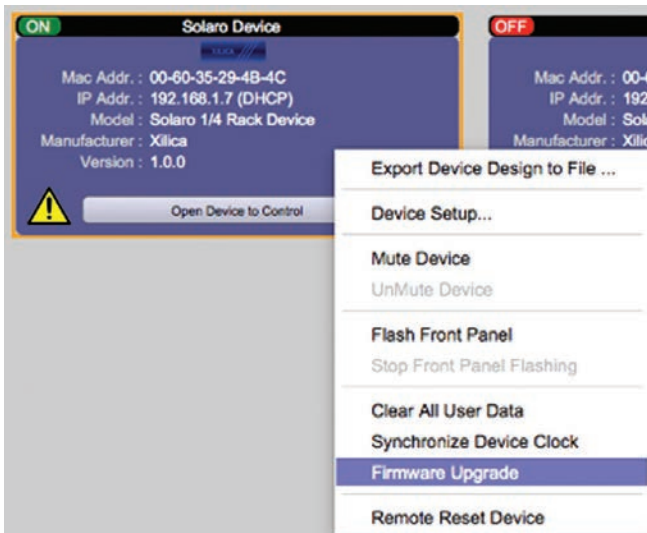 ON Solaro Device
XILICA
Mac Addr. : 00-60-35-29-4B-4C
IP Addr. : 192.168.1.7 (DHCP)
Model : Solaro 1/4 Rack Device
Manufacturer : Xilica
Version : 1.0.0
Open Device to Control
OFF
Mac Addr. : 00-
IP Addr. : 192
Model : Sol
Manufacturer : Xilic
Export Device Design to File ...
Device Setup...
Mute Device
UnMute Device
Flash Front Panel
Stop Front Panel Flashing
Clear All User Data
Synchronize Device Clock
Firmware Upgrade
Remote Reset Device